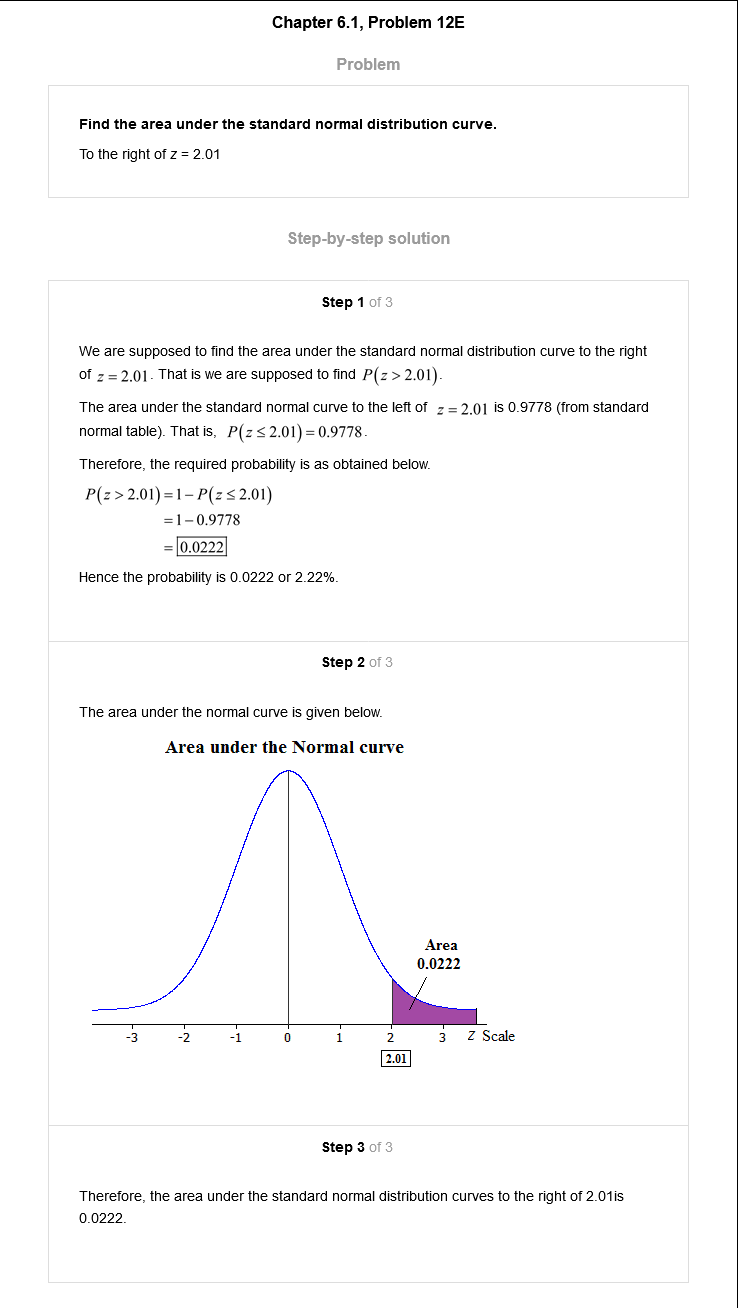 Chapter 6.1, Problem 12E
Problem
Find the area under the standard normal distribution curve.
To the right of z = 2.01
Step-by-step solution
Step 1 of 3
We are supposed to find the area under the standard normal distribution curve to the right
of z = 2.01. That is we are supposed to find P(z > 2.01).
The area under the standard normal curve to the left of z = 2.01 is 0.9778 (from standard
normal table). That is, P(z ≤ 2.01) = 0.9778.
Therefore, the required probability is as obtained below.
P(z > 2.01) = 1 − P(z ≤ 2.01)
= 1 − 0.9778
= 0.0222
Hence the probability is 0.0222 or 2.22%.
Step 2 of 3
The area under the normal curve is given below.
Area under the Normal curve
Area
0.0222
-3 -2 -1 0 1 2 3 Z Scale
2.01
Step 3 of 3
Therefore, the area under the standard normal distribution curves to the right of 2.01is
0.0222.